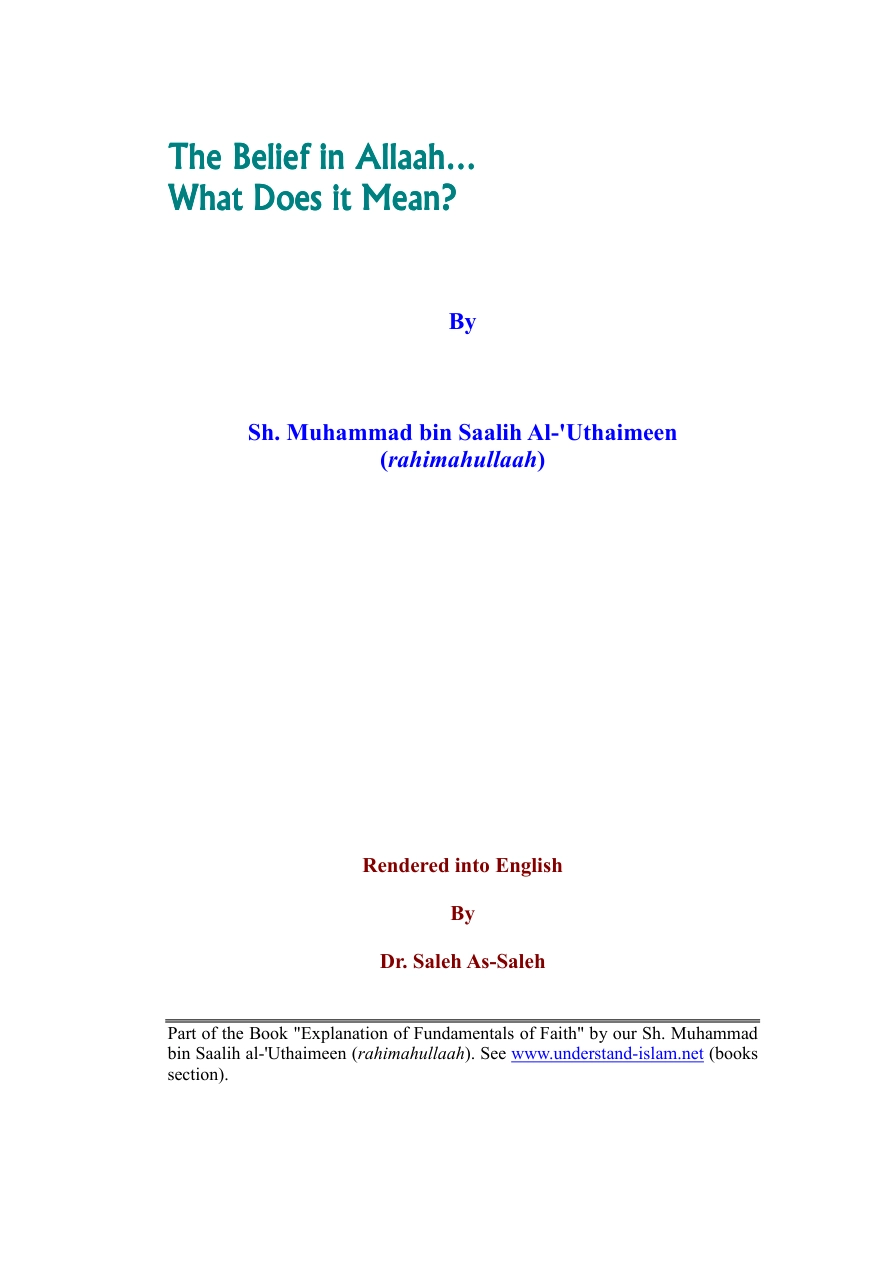 The Belief in Allaah...
What Does it Mean?
By
Sh. Muhammad bin Saalih Al-'Uthaimeen
(rahimahullaah)
Rendered into English
By
Dr. Saleh As-Saleh
Part of the Book "Explanation of Fundamentals of Faith" by our Sh. Muhammad
bin Saalih al-'Uthaimeen (rahimahullaah). See www.understand-islam.net (books
section).